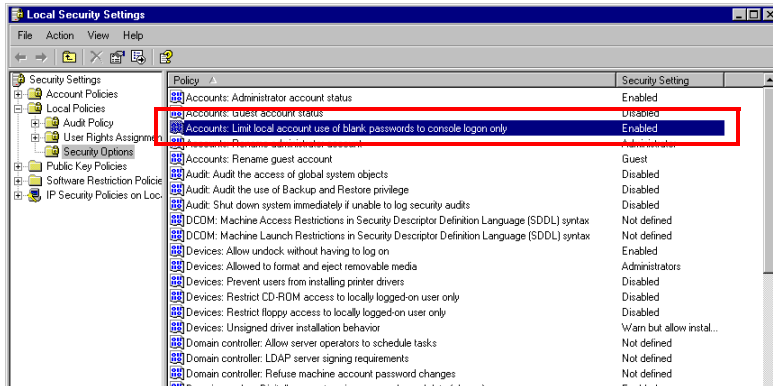 Local Security Settings
File Action View Help
Policy Security Setting
Security Settings
Account Policies
Local Policies
Audit Policy
User Rights Assignmen
Security Options
Public Key Policies
Software Restriction Policie
IP Security Policies on Loc
Accounts: Administrator account status Enabled
Accounts: Guest account status Disabled
Accounts: Limit local account use of blank passwords to console logon only Enabled
Accounts: Rename administrator account Administrator
Accounts: Rename guest account Guest
Audit: Audit the access of global system objects Disabled
Audit: Audit the use of Backup and Restore privilege Disabled
Audit: Shut down system immediately if unable to log security audits Disabled
DCOM: Machine Access Restrictions in Security Descriptor Definition Language (SDDL) syntax Not defined
DCOM: Machine Launch Restrictions in Security Descriptor Definition Language (SDDL) syntax Not defined
Devices: Allow undock without having to log on Enabled
Devices: Allowed to format and eject removable media Administrators
Devices: Prevent users from installing printer drivers Disabled
Devices: Restrict CD-ROM access to locally logged-on user only Disabled
Devices: Restrict floppy access to locally logged-on user only Disabled
Devices: Unsigned driver installation behavior Warn but allow instal...
Domain controller: Allow server operators to schedule tasks Not defined
Domain controller: LDAP server signing requirements Not defined
Domain controller: Refuse machine account password changes Not defined